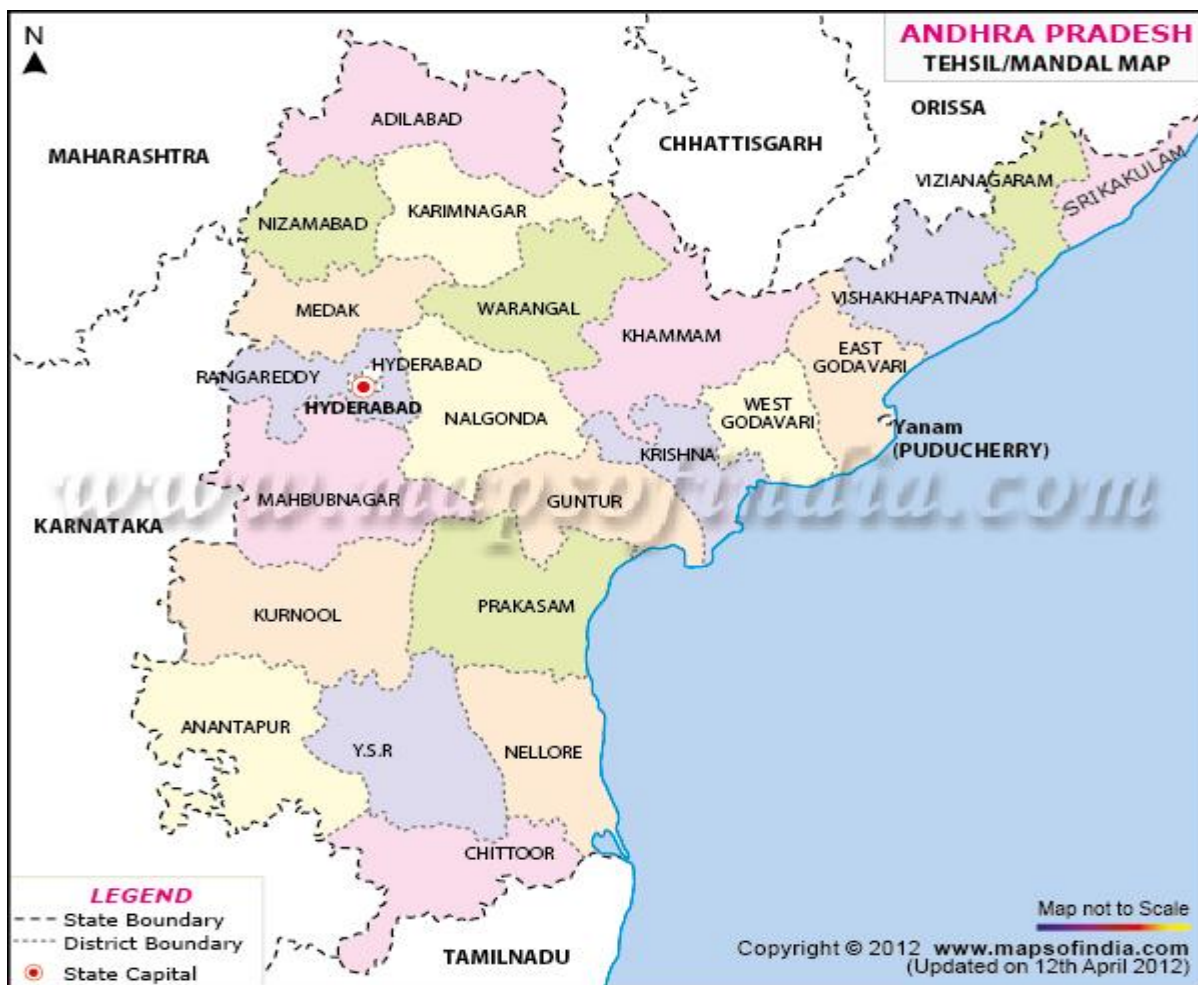 N
ANDHRA PRADESH
TEHSIL/MANDAL MAP
ORISSA
ADILABAD
CHHATTISGARH
MAHARASHTRA
SRIKAKULAM
VIZIANAGARAM
KARIMNAGAR
NIZAMABAD
VISHAKHAPATNAM
MEDAK
WARANGAL
KHAMMAM
EAST
GODAVARI
HYDERABAD
RANGAREDDY
HYDERABAD
NALGONDA
WEST
GODAVARI
Yanam
(PUDUCHERRY)
KRISHNA
www.mapsofindia.com
MAHBUBNAGAR
GUNTUR
KARNATAKA
PRAKASAM
KURNOOL
ANANTAPUR
Y.S.R
NELLORE
CHITTOOR
LEGEND
State Boundary
District Boundary
State Capital
TAMILNADU
Map not to Scale
Copyright © 2012 www.mapsofindia.com
(Updated on 12th April 2012)